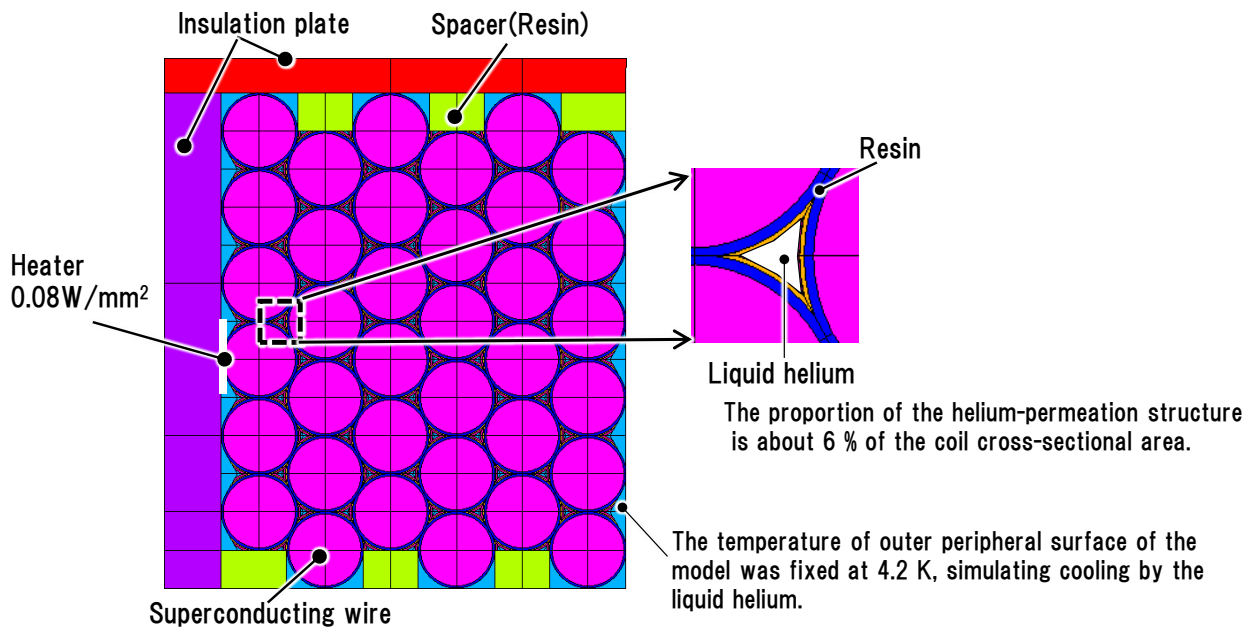 Insulation plate
Spacer(Resin)
Resin
Heater
0.08W/mm²
Liquid helium
The proportion of the helium-permeation structure
is about 6 % of the coil cross-sectional area.
The temperature of outer peripheral surface of the
model was fixed at 4.2 K, simulating cooling by the
liquid helium.
Superconducting wire